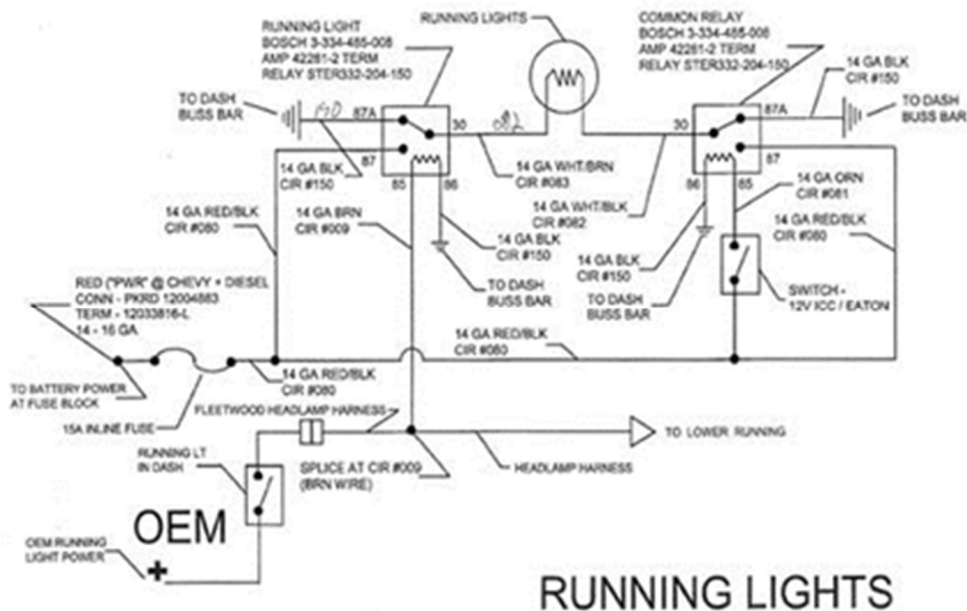 RUNNING LIGHT
BOSCH 3-334-485-008
AMP 42281-2 TERM
RELAY STER332-204-150
RUNNING LIGHTS
COMMON RELAY
BOSCH 3-334-485-008
AMP 42281-2 TERM
RELAY STER332-204-150
14 GA BLK
CIR #150
TO DASH
BUSS BAR
150
87A
30
082
30
87A
TO DASH
BUSS BAR
87
87
14 GA BLK
CIR #150
85
86
14 GA WHT/BRN
CIR #083
86
85
14 GA ORN
CIR #081
14 GA RED/BLK
CIR #080
14 GA BRN
CIR #009
14 GA WHT/BLK
CIR #082
14 GA RED/BLK
CIR #080
14 GA BLK
CIR #150
14 GA BLK
CIR #150
RED ("PWR" @ CHEVY + DIESEL
CONN - PKRD 12004883
TERM - 12033816-L
14 - 16 GA
TO DASH
BUSS BAR
TO DASH
BUSS BAR
SWITCH -
12V ICC / EATON
14 GA RED/BLK
CIR #080
14 GA RED/BLK
CIR #080
TO BATTERY POWER
AT FUSE BLOCK
15A INLINE FUSE
FLEETWOOD HEADLAMP HARNESS
TO LOWER RUNNING
RUNNING LT
IN DASH
SPLICE AT CIR #009
(BRN WIRE)
HEADLAMP HARNESS
OEM
OEM RUNNING
LIGHT POWER
+
RUNNING LIGHTS